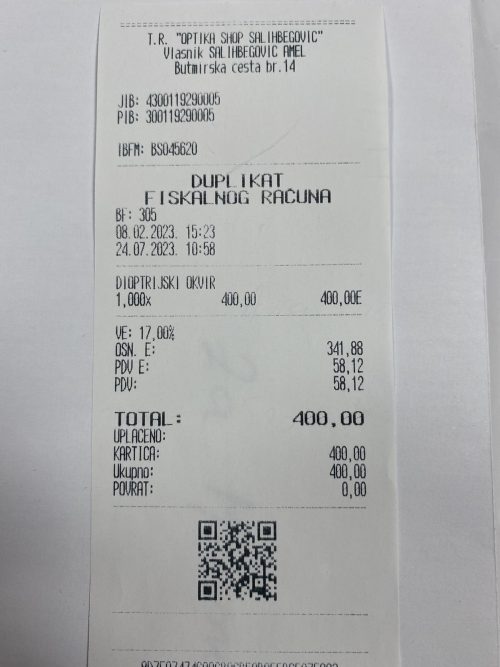 T.R. "OPTIKA SHOP SALIHBEGOVIC"
Vlasnik SALIHBEGOVIC AMEL
Butmirska cesta br.14
JIB: 4300119290005
PIB: 300119290005
IBFM: BS045620
DUPLIKAT
FISKALNOG RAČUNA
BF: 305
08.02.2023. 15:23
24.07.2023. 10:58
DIOPTRIJSKI OKVIR
1,000x 400,00 400,00E
VE: 17,00%
OSN. E: 341,88
PDV E: 58,12
PDV: 58,12
TOTAL: 400,00
UPLAĆENO:
KARTICA: 400,00
Ukupno: 400,00
POVRAT: 0,00